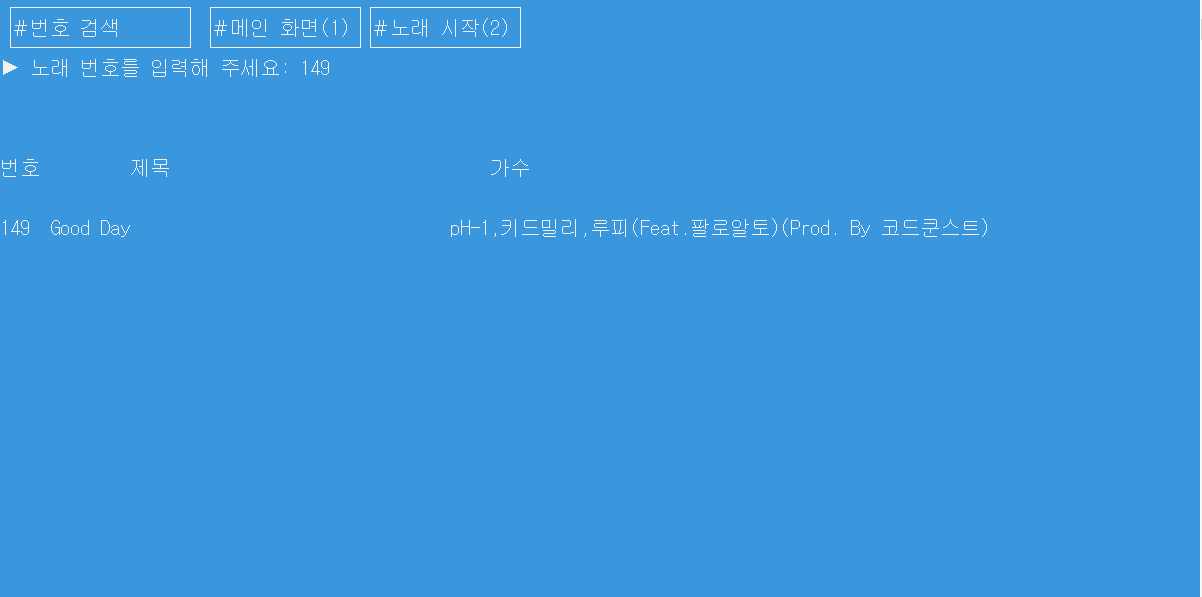 #번호 검색 #메인 화면(1) #노래 시작(2)
▶ 노래 번호를 입력해 주세요: 149
번호 제목 가수
149 Good Day pH-1,키드밀리,루피(Feat.팔로알토)(Prod. By 코드쿤스트)